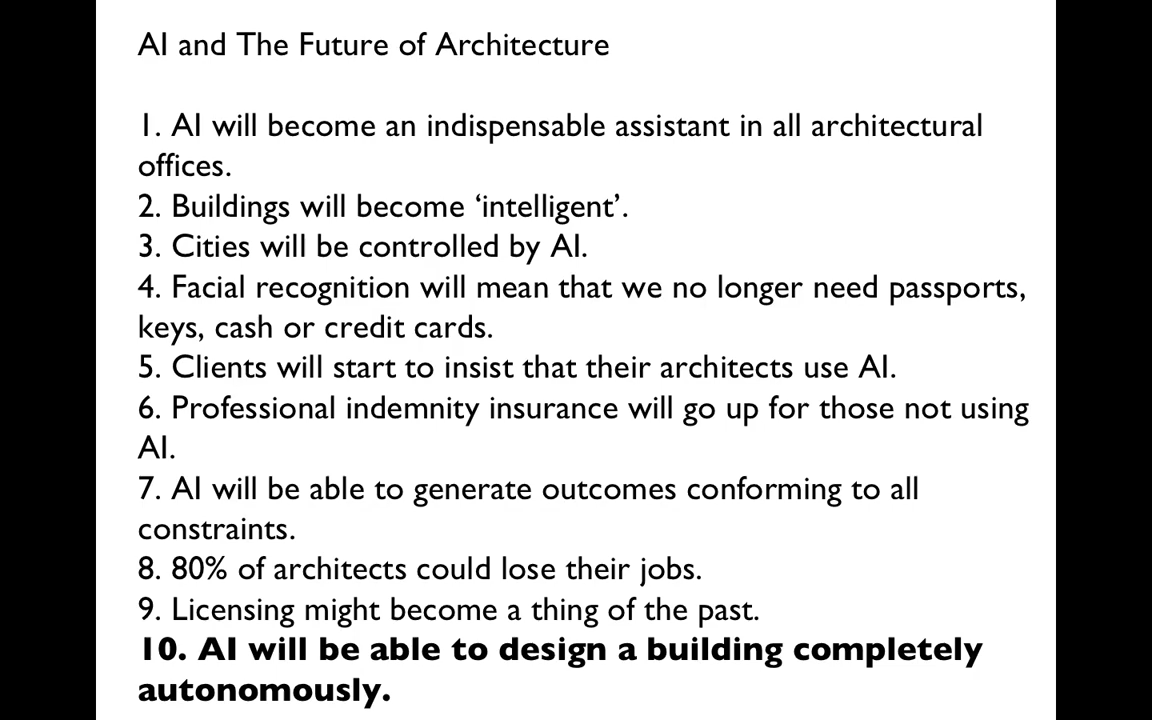 AI and The Future of Architecture
1. AI will become an indispensable assistant in all architectural
offices.
2. Buildings will become ‘intelligent’.
3. Cities will be controlled by AI.
4. Facial recognition will mean that we no longer need passports,
keys, cash or credit cards.
5. Clients will start to insist that their architects use AI.
6. Professional indemnity insurance will go up for those not using
AI.
7. AI will be able to generate outcomes conforming to all
constraints.
8. 80% of architects could lose their jobs.
9. Licensing might become a thing of the past.
10. AI will be able to design a building completely
autonomously.